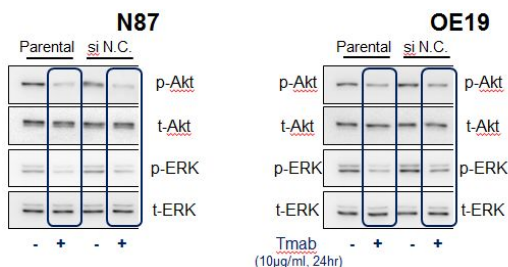 N87
OE19
Parental si N.C.
Parental si N.C.
p-Akt
p-Akt
p-Akt
t-Akt
t-Akt
t-Akt
p-ERK
p-ERK
p-ERK
t-ERK
t-ERK
t-ERK
- + - +
Tmab - + - +
(10µg/ml, 24hr)